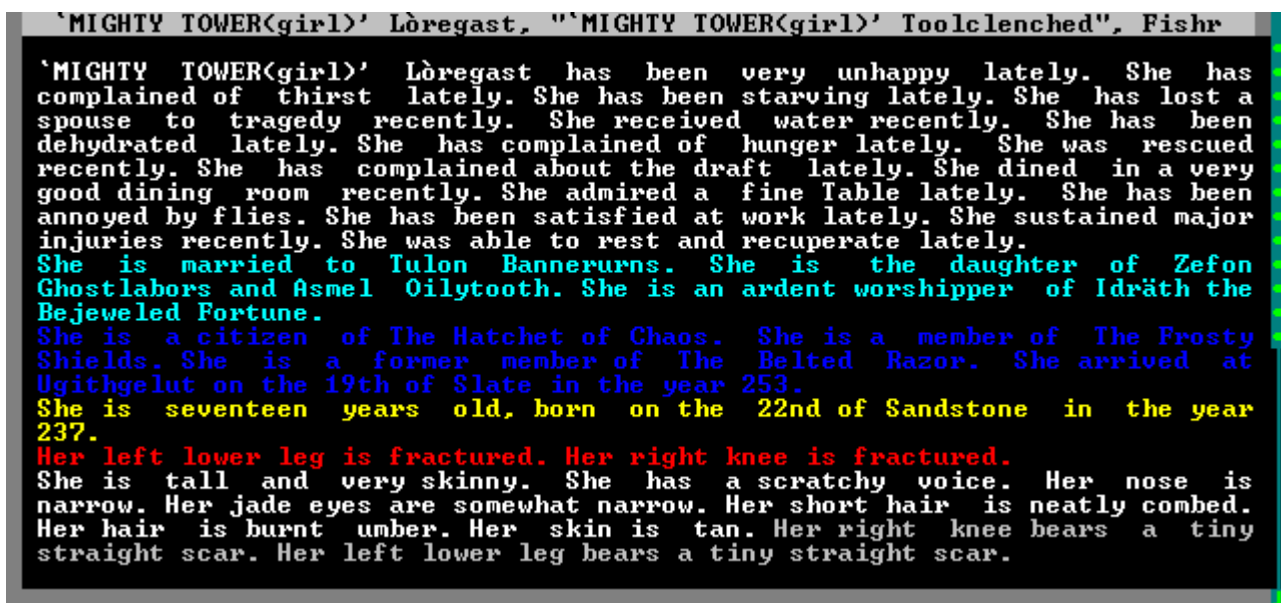 `MIGHTY TOWER(girl)' Lòregast, "`MIGHTY TOWER(girl)' Toolclenched", Fishr
`MIGHTY TOWER(girl)' Lòregast has been very unhappy lately. She has
complained of thirst lately. She has been starving lately. She has lost a
spouse to tragedy recently. She received water recently. She has been
dehydrated lately. She has complained of hunger lately. She was rescued
recently. She has complained about the draft lately. She dined in a very
good dining room recently. She admired a fine Table lately. She has been
annoyed by flies. She has been satisfied at work lately. She sustained major
injuries recently. She was able to rest and recuperate lately.
She is married to Tulon Bannerurns. She is the daughter of Zefon
Ghostlabors and Asmel Oilytooth. She is an ardent worshipper of Idräth the
Bejeweled Fortune.
She is a citizen of The Hatchet of Chaos. She is a member of The Frosty
Shields. She is a former member of The Belted Razor. She arrived at
Ugithgelut on the 19th of Slate in the year 253.
She is seventeen years old, born on the 22nd of Sandstone in the year
237.
Her left lower leg is fractured. Her right knee is fractured.
She is tall and very skinny. She has a scratchy voice. Her nose is
narrow. Her jade eyes are somewhat narrow. Her short hair is neatly combed.
Her hair is burnt umber. Her skin is tan. Her right knee bears a tiny
straight scar. Her left lower leg bears a tiny straight scar.